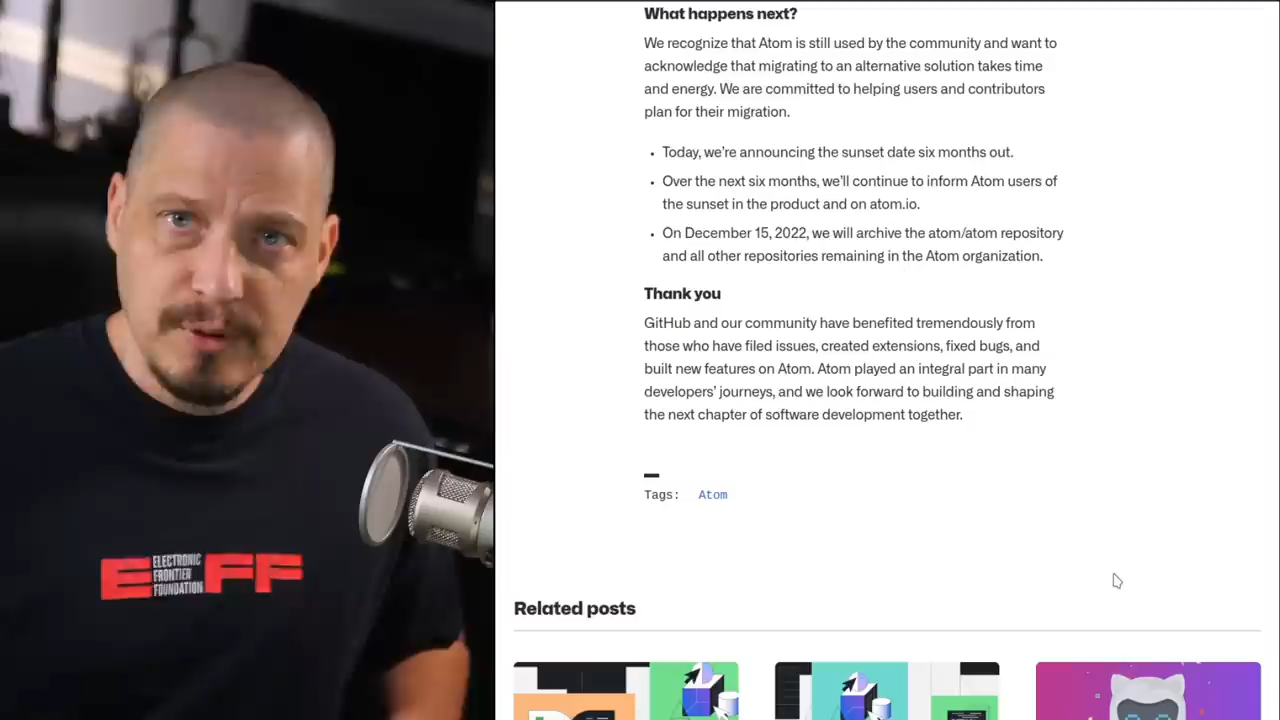 What happens next?
We recognize that Atom is still used by the community and want to
acknowledge that migrating to an alternative solution takes time
and energy. We are committed to helping users and contributors
plan for their migration.
• Today, we’re announcing the sunset date six months out.
• Over the next six months, we’ll continue to inform Atom users of
the sunset in the product and on atom.io.
• On December 15, 2022, we will archive the atom/atom repository
and all other repositories remaining in the Atom organization.
Thank you
GitHub and our community have benefited tremendously from
those who have filed issues, created extensions, fixed bugs, and
built new features on Atom. Atom played an integral part in many
developers’ journeys, and we look forward to building and shaping
the next chapter of software development together.
Tags: Atom
Related posts
EFF
ELECTRONIC
FRONTIER
FOUNDATION